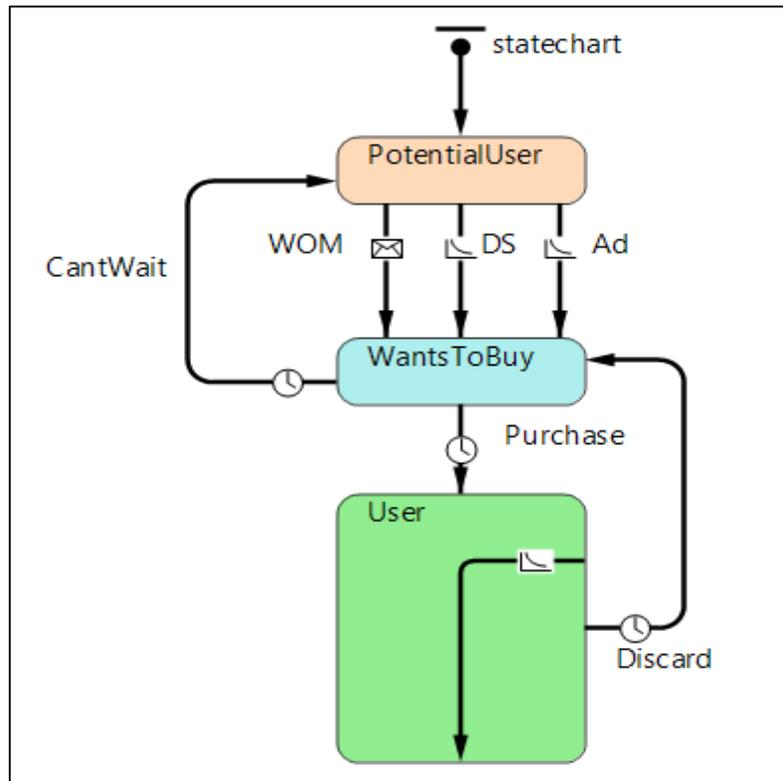 statechart
PotentialUser
WOM
DS
Ad
CantWait
WantsToBuy
Purchase
User
Discard